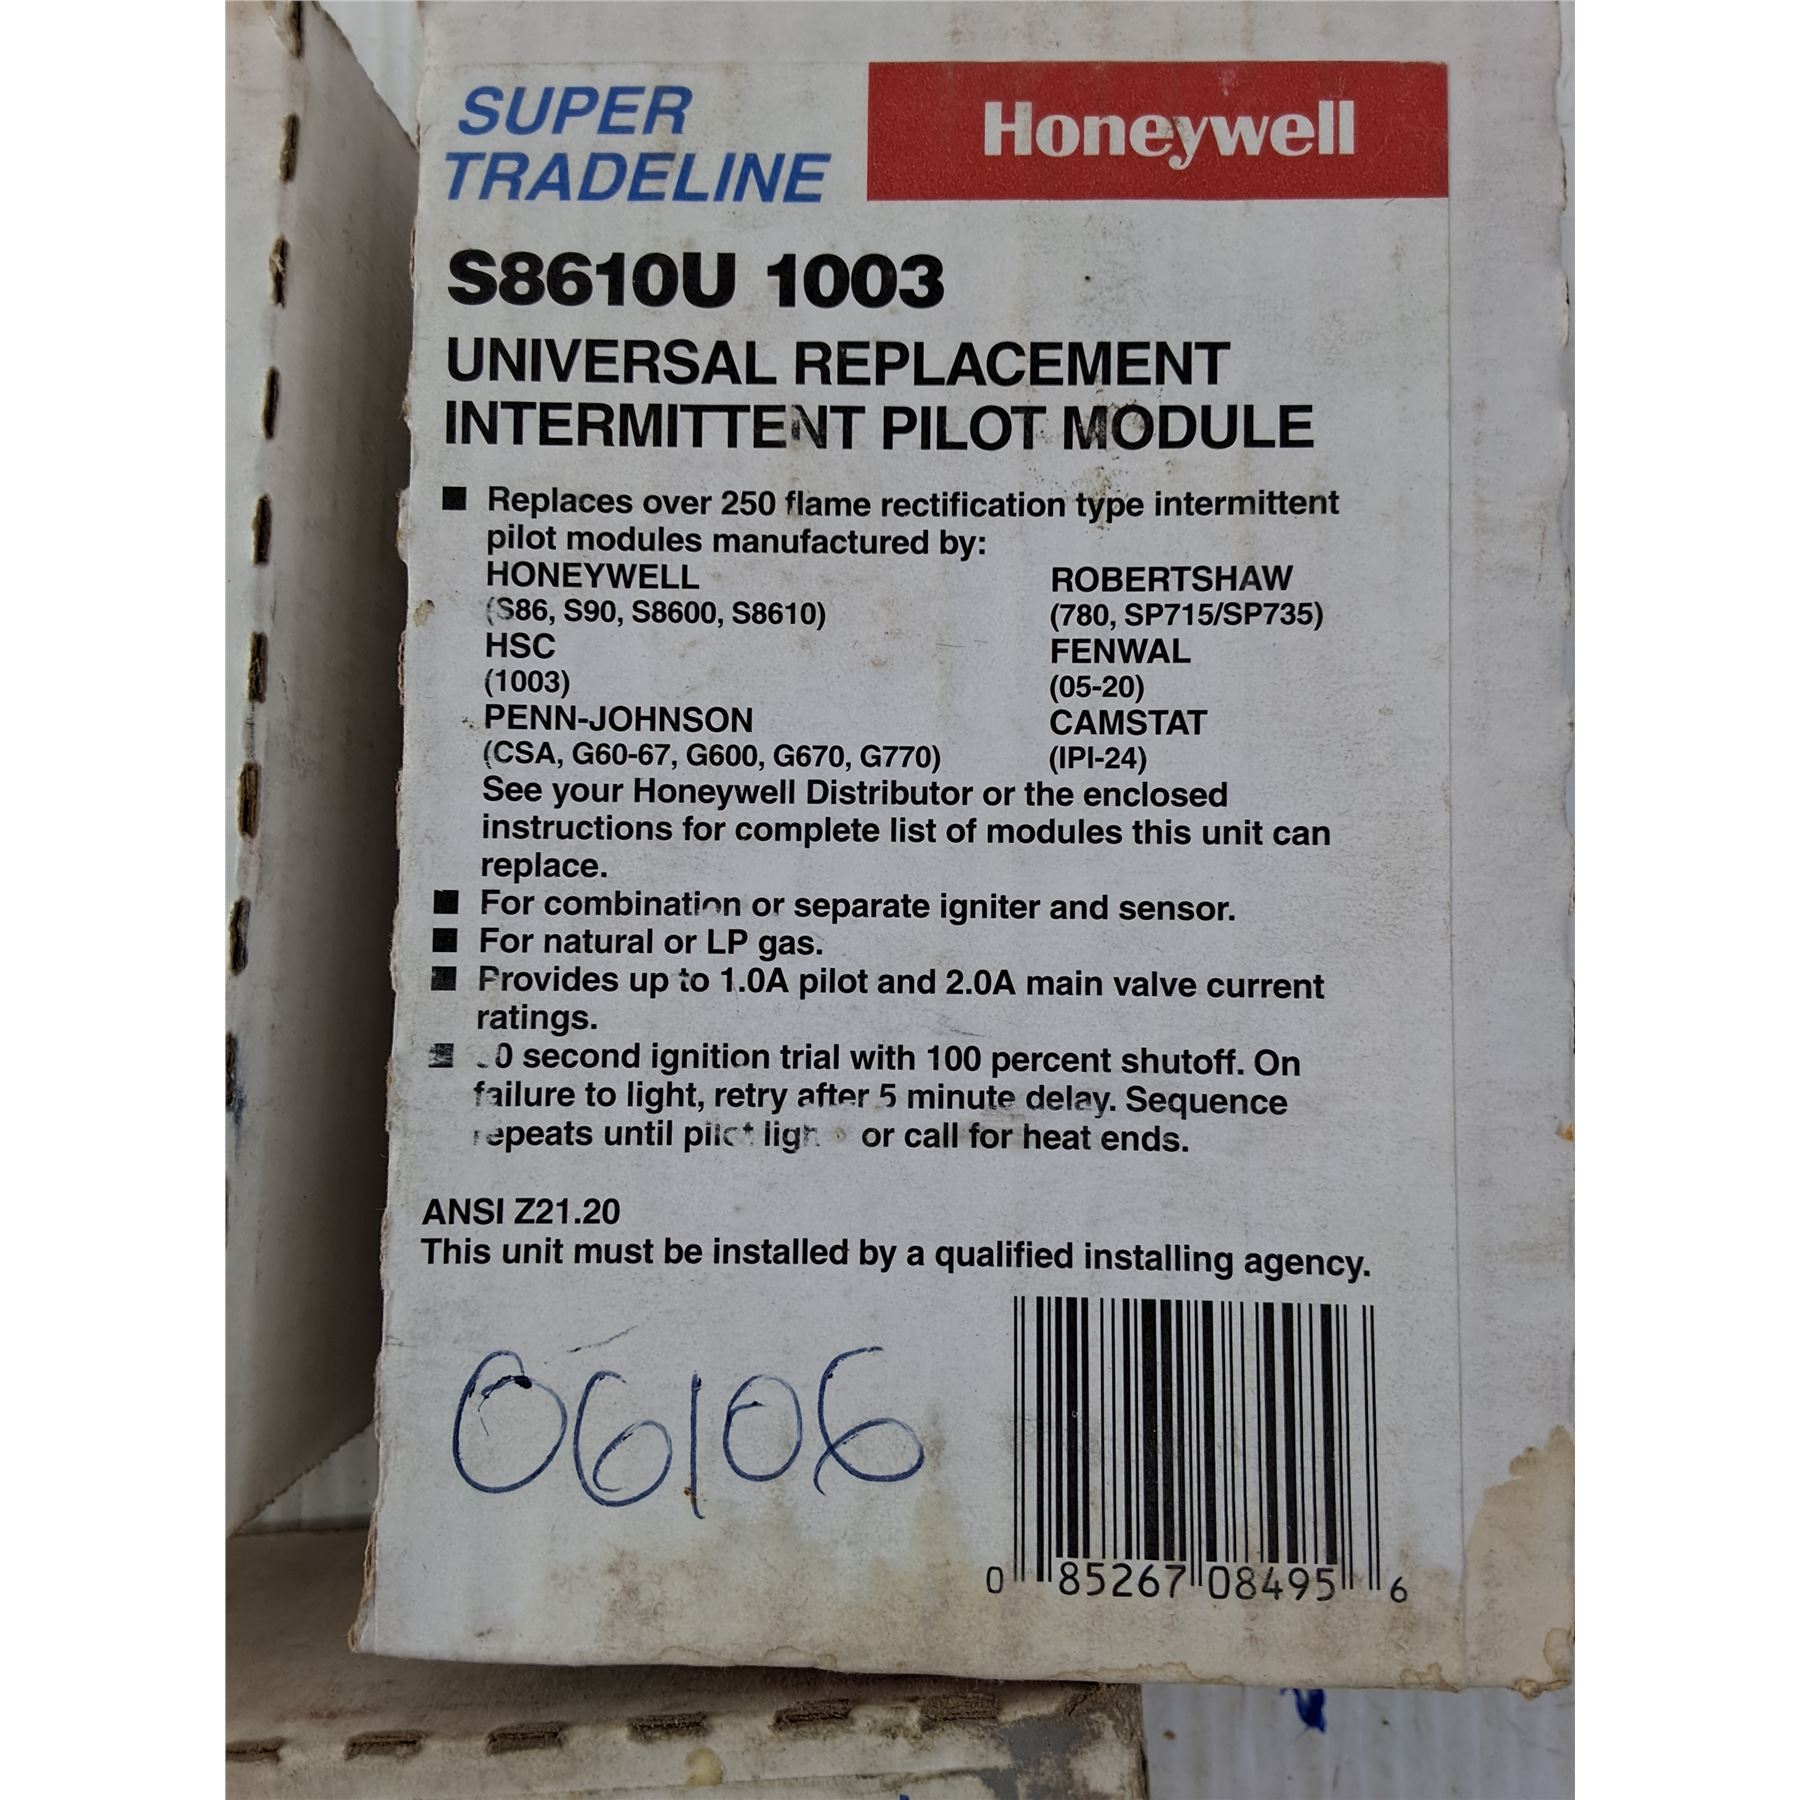 SUPER
TRADELINE
Honeywell
S8610U 1003
UNIVERSAL REPLACEMENT
INTERMITTENT PILOT MODULE
■ Replaces over 250 flame rectification type intermittent
pilot modules manufactured by:
HONEYWELL
(S86, S90, S8600, S8610)
HSC
(1003)
PENN-JOHNSON
(CSA, G60-67, G600, G670, G770)
ROBERTSHAW
(780, SP715/SP735)
FENWAL
(05-20)
CAMSTAT
(IPI-24)
See your Honeywell Distributor or the enclosed
instructions for complete list of modules this unit can
replace.
■ For combination or separate igniter and sensor.
■ For natural or LP gas.
■ Provides up to 1.0A pilot and 2.0A main valve current
ratings.
■ second ignition trial with 100 percent shutoff. On
failure to light, retry after 5 minute delay. Sequence
repeats until pilot or call for heat ends.
ANSI Z21.20
This unit must be installed by a qualified installing agency.
06106
0 85267 08495 6